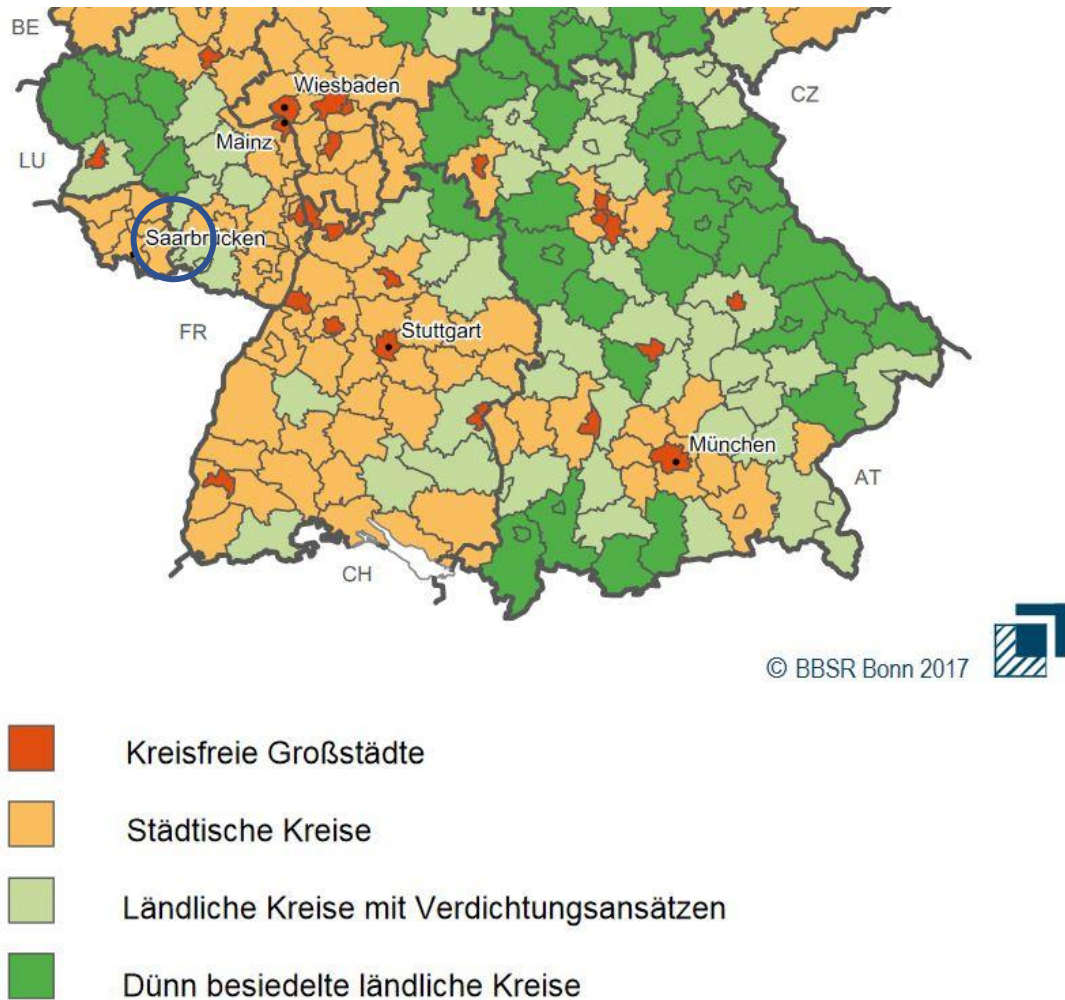 BE
Wiesbaden
CZ
Mainz
LU
Saarbrücken
FR
Stuttgart
München
AT
CH
© BBSR Bonn 2017
Kreisfreie Großstädte
Städtische Kreise
Ländliche Kreise mit Verdichtungsansätzen
Dünn besiedelte ländliche Kreise